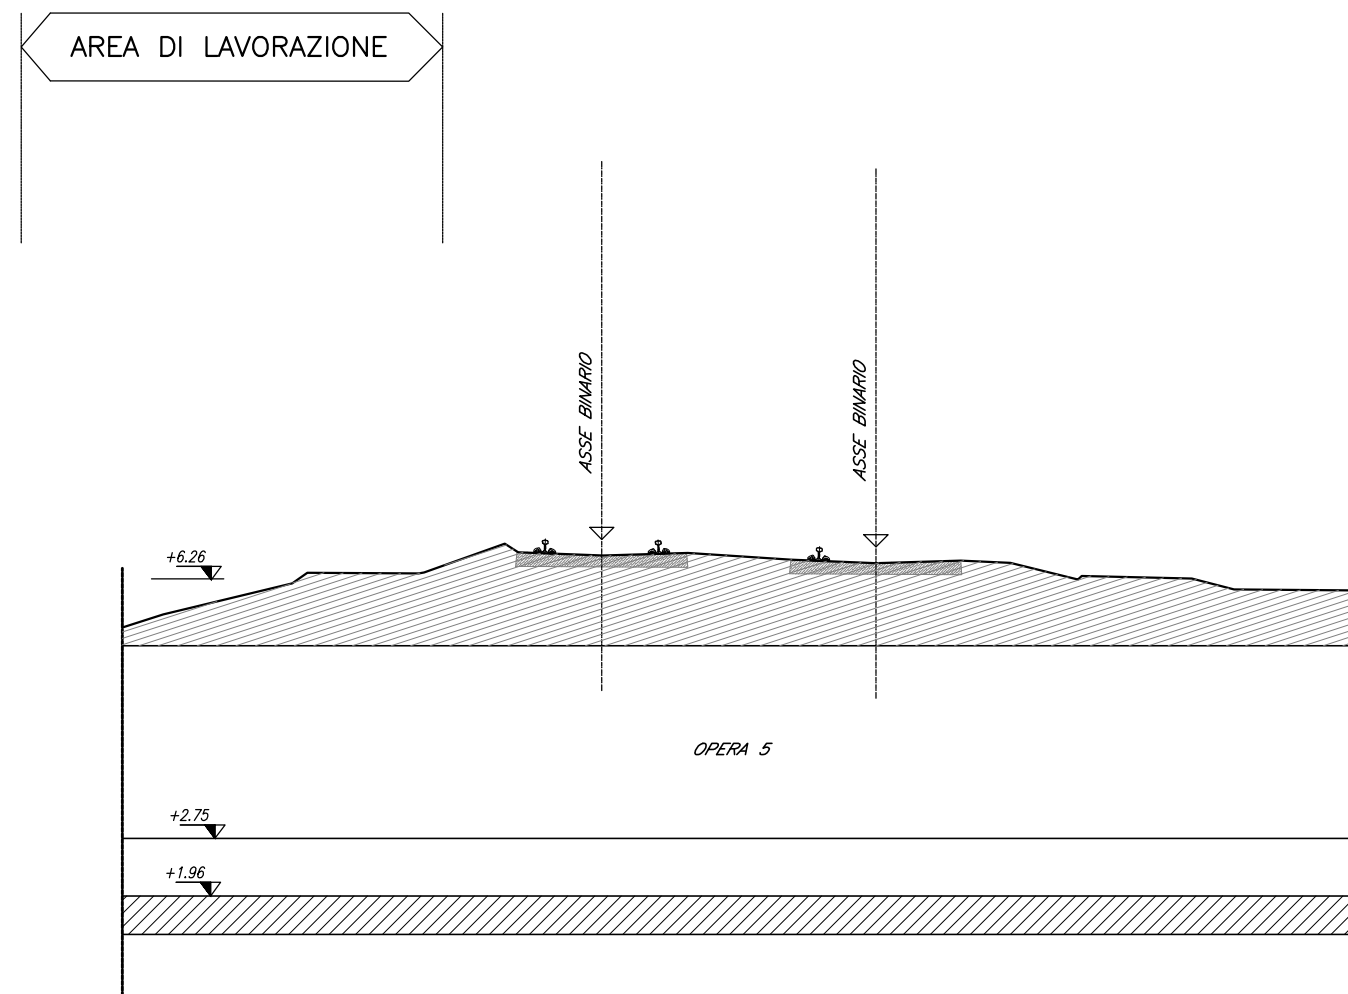 AREA DI LAVORAZIONE
ASSE BINARIO
ASSE BINARIO
+6.26
OPERA 5
+2.75
+1.96